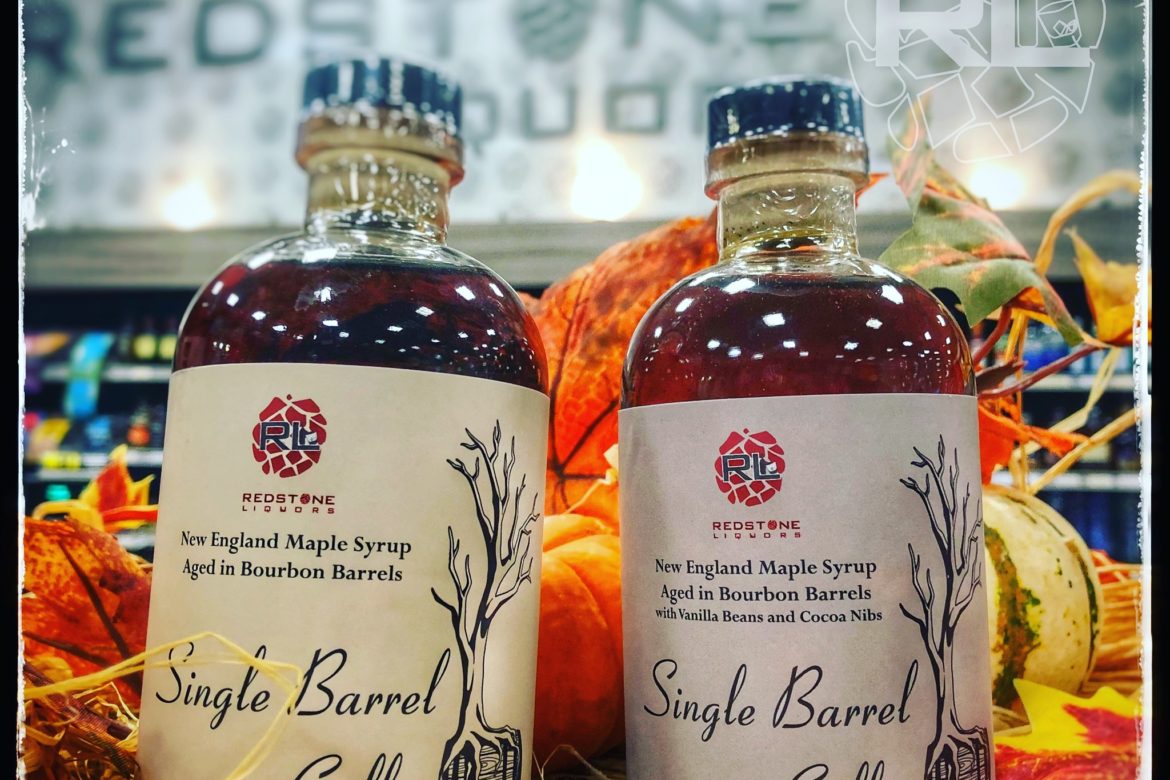 REDSTONE
RL
RL
REDSTONE
LIQUORS
New England Maple Syrup
Aged in Bourbon Barrels
Single Barrel
RL
REDSTONE
LIQUORS
New England Maple Syrup
Aged in Bourbon Barrels
with Vanilla Beans and Cocoa Nibs
Single Barrel